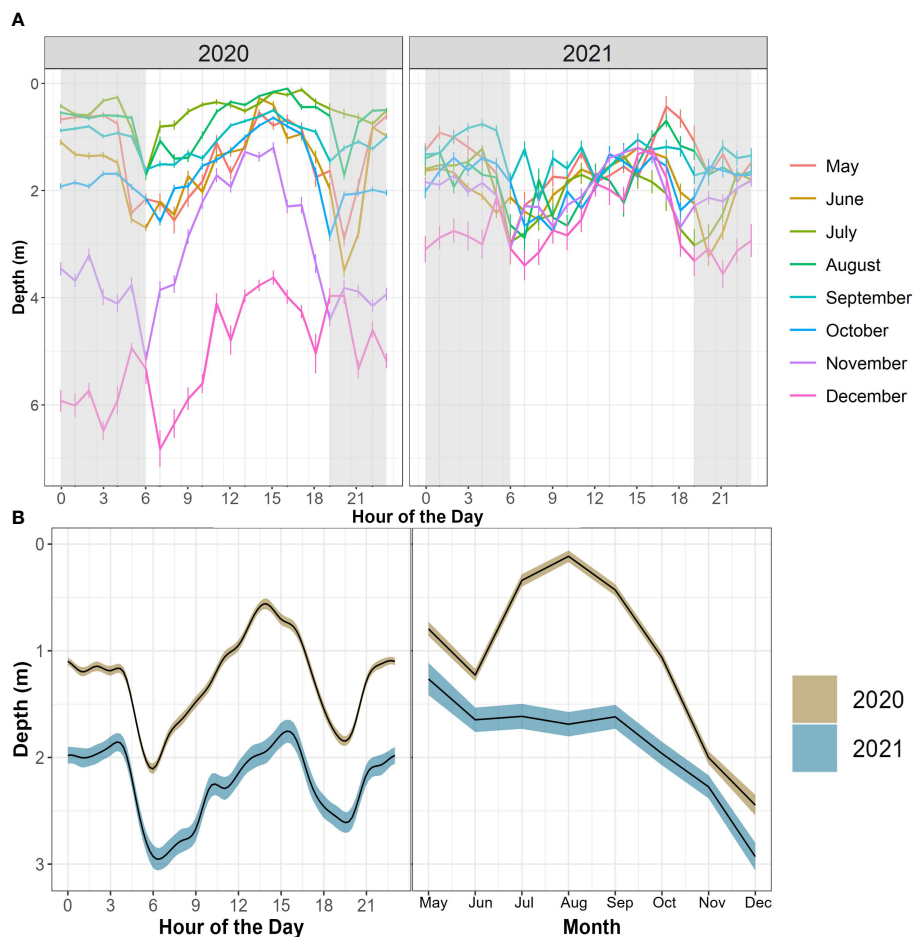 A
2020 2021
0
2
4
6
Depth (m)
0 3 6 9 12 15 18 21 0 3 6 9 12 15 18 21
Hour of the Day
May
June
July
August
September
October
November
December
B
0
1
2
3
Depth (m)
0 3 6 9 12 15 18 21
Hour of the Day
May Jun Jul Aug Sep Oct Nov Dec
Month
2020
2021